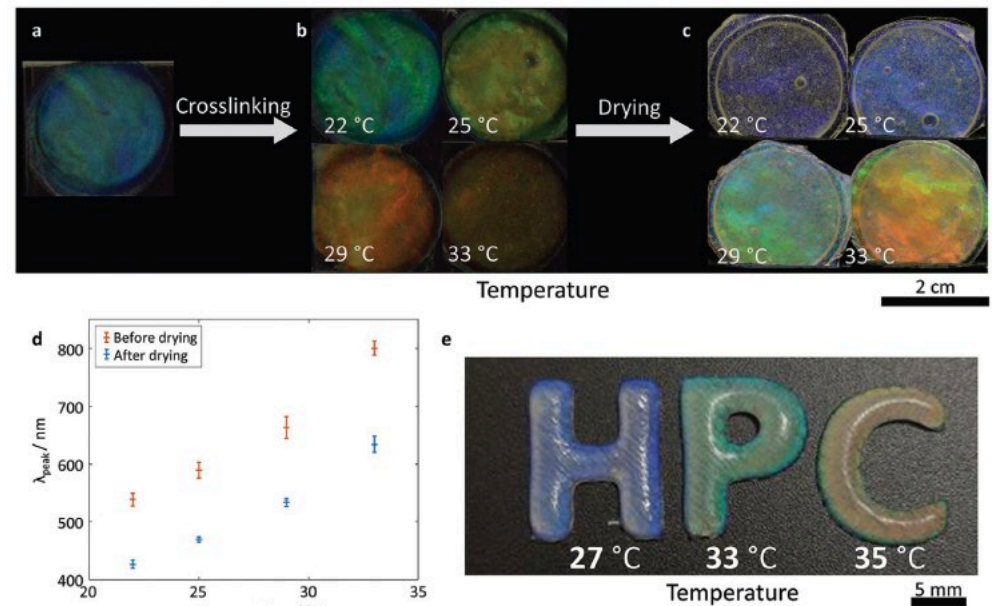 a
b
c
Crosslinking
Drying
22 °C
25 °C
22 °C
25 °C
29 °C
33 °C
29 °C
33 °C
Temperature
2 cm
d
Before drying
After drying
800
700
600
500
400
λpeak / nm
20
25
30
35
e
HPC
27 °C
33 °C
35 °C
Temperature
5 mm